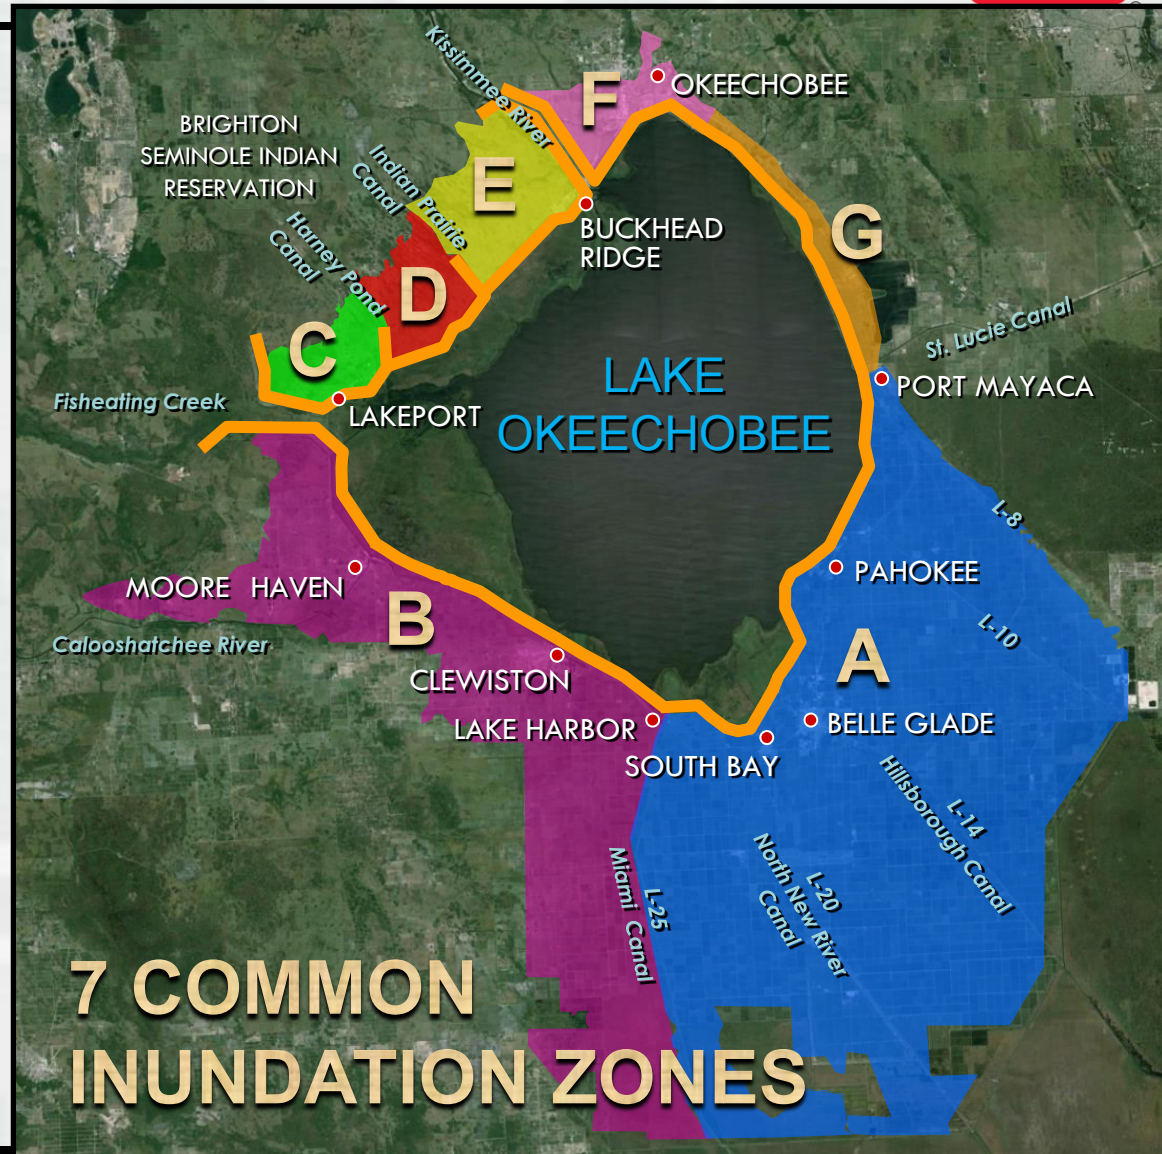 Kissimmee River
F
OKEECHOBEE
BRIGHTON
SEMINOLE INDIAN
RESERVATION
Indian Prairie
Canal
E
BUCKHEAD
RIDGE
G
Harney Pond
Canal
D
C
St. Lucie Canal
LAKE
OKEECHOBEE
PORT MAYACA
Fisheating Creek
LAKEPORT
L-8
MOORE HAVEN
PAHOKEE
B
Calooshatchee River
L-10
A
CLEWISTON
LAKE HARBOR
BELLE GLADE
SOUTH BAY
L-14
Hillsborough Canal
L-25
Miami Canal
L-20
North New River
Canal
7 COMMON
INUNDATION ZONES